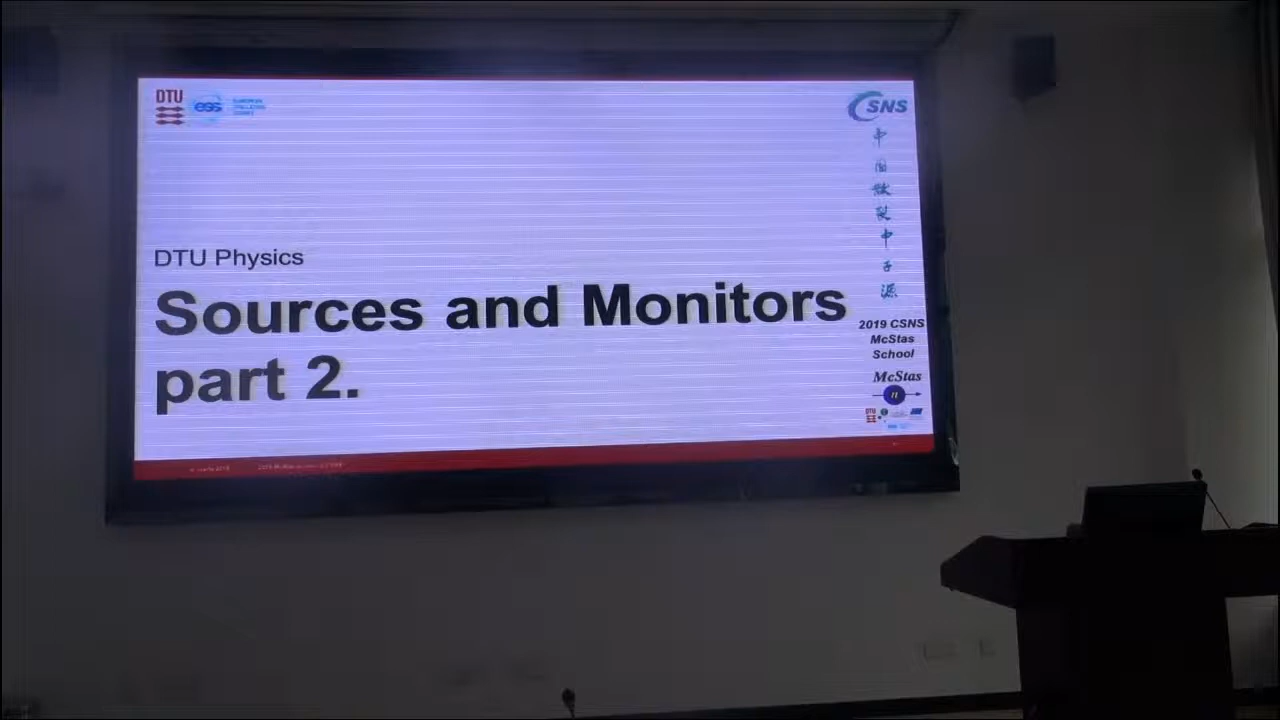 DTU
ess
EUROPEAN
SPALLATION
SOURCE
CSNS
中国散裂中子源
DTU Physics
Sources and Monitors
part 2.
2019 CSNS
McStas
School
McStas
n
DTU